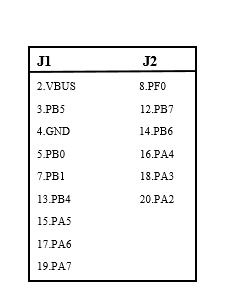 J1 J2
2.VBUS 8.PF0
3.PB5 12.PB7
4.GND 14.PB6
5.PB0 16.PA4
7.PB1 18.PA3
13.PB4 20.PA2
15.PA5
17.PA6
19.PA7